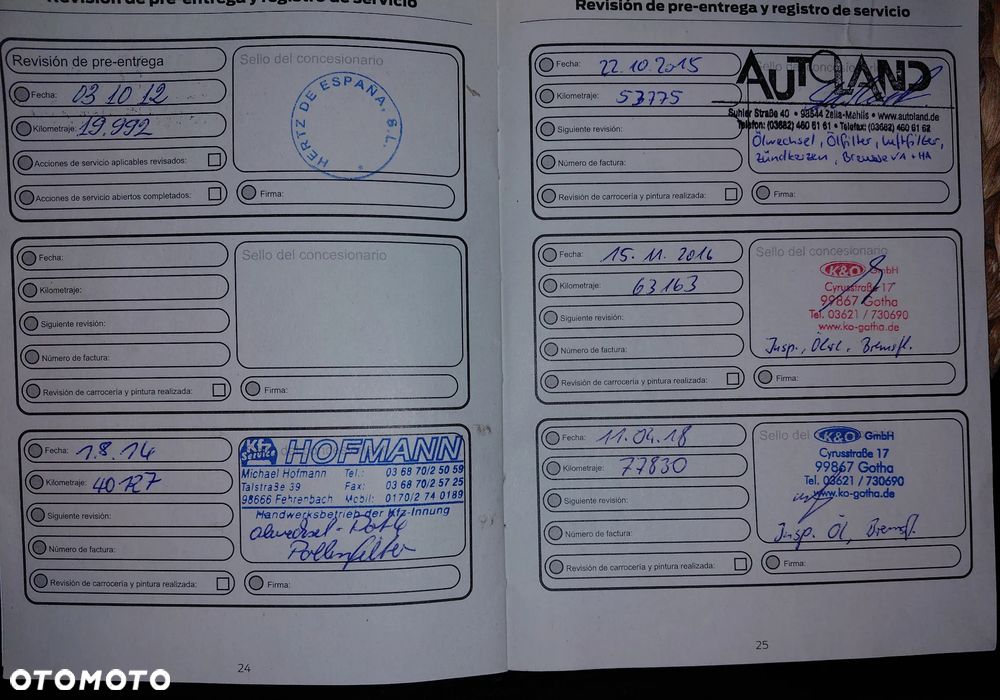 Revisión de pre-entrega y registro de servicio
Revisión de pre-entrega
Fecha: 03 10 12
Kilometraje: 19.992
Acciones de servicio aplicables revisados:
Acciones de servicio abiertos completados:
Sello del concesionario
HERTZ DE ESPAÑA, S.L.
Firma:
Fecha:
Kilometraje:
Siguiente revisión:
Número de factura:
Revisión de carrocería y pintura realizada:
Sello del concesionario
Firma:
Fecha: 1.8.14
Kilometraje: 40127
Siguiente revisión:
Número de factura:
Revisión de carrocería y pintura realizada:
Kfz Service HOFMANN
Michael Hofmann Tel.: 03 68 70/2 50 59
Talstraße 39 Fax: 03 68 70/2 57 25
98666 Fehrenbach Mobil: 0170/2 74 0189
Handwerksbetrieb der Kfz-Innung
Pollenfilter
Firma:
24
Revisión de pre-entrega y registro de servicio
Fecha: 22.10.2015
Kilometraje: 53775
Siguiente revisión:
Número de factura:
Revisión de carrocería y pintura realizada:
AUTOLAND
Suhler Straße 40 • 98544 Zella-Mehlis • www.autoland.de
Telefon: (03682) 460 61 61 • Telefax: (03682) 460 61 62
Ölwechsel, Ölfilter, Luftfilter,
Zündkerzen, Bremse VA + HA
Firma:
Fecha: 15. 11. 2016
Kilometraje: 63163
Siguiente revisión:
Número de factura:
Revisión de carrocería y pintura realizada:
Sello del concesionario
K&O GmbH
Cyrusstraße 17
99867 Gotha
Tel. 03621 / 730690
www.ko-gotha.de
Insp., Bremsfl.
Firma:
Fecha: 11.04.18
Kilometraje: 77830
Siguiente revisión:
Número de factura:
Revisión de carrocería y pintura realizada:
Sello del K&O GmbH
Cyrusstraße 17
99867 Gotha
Tel. 03621 / 730690
www.ko-gotha.de
Insp. Öl, Bremsfl.
Firma:
25
OTOMOTO